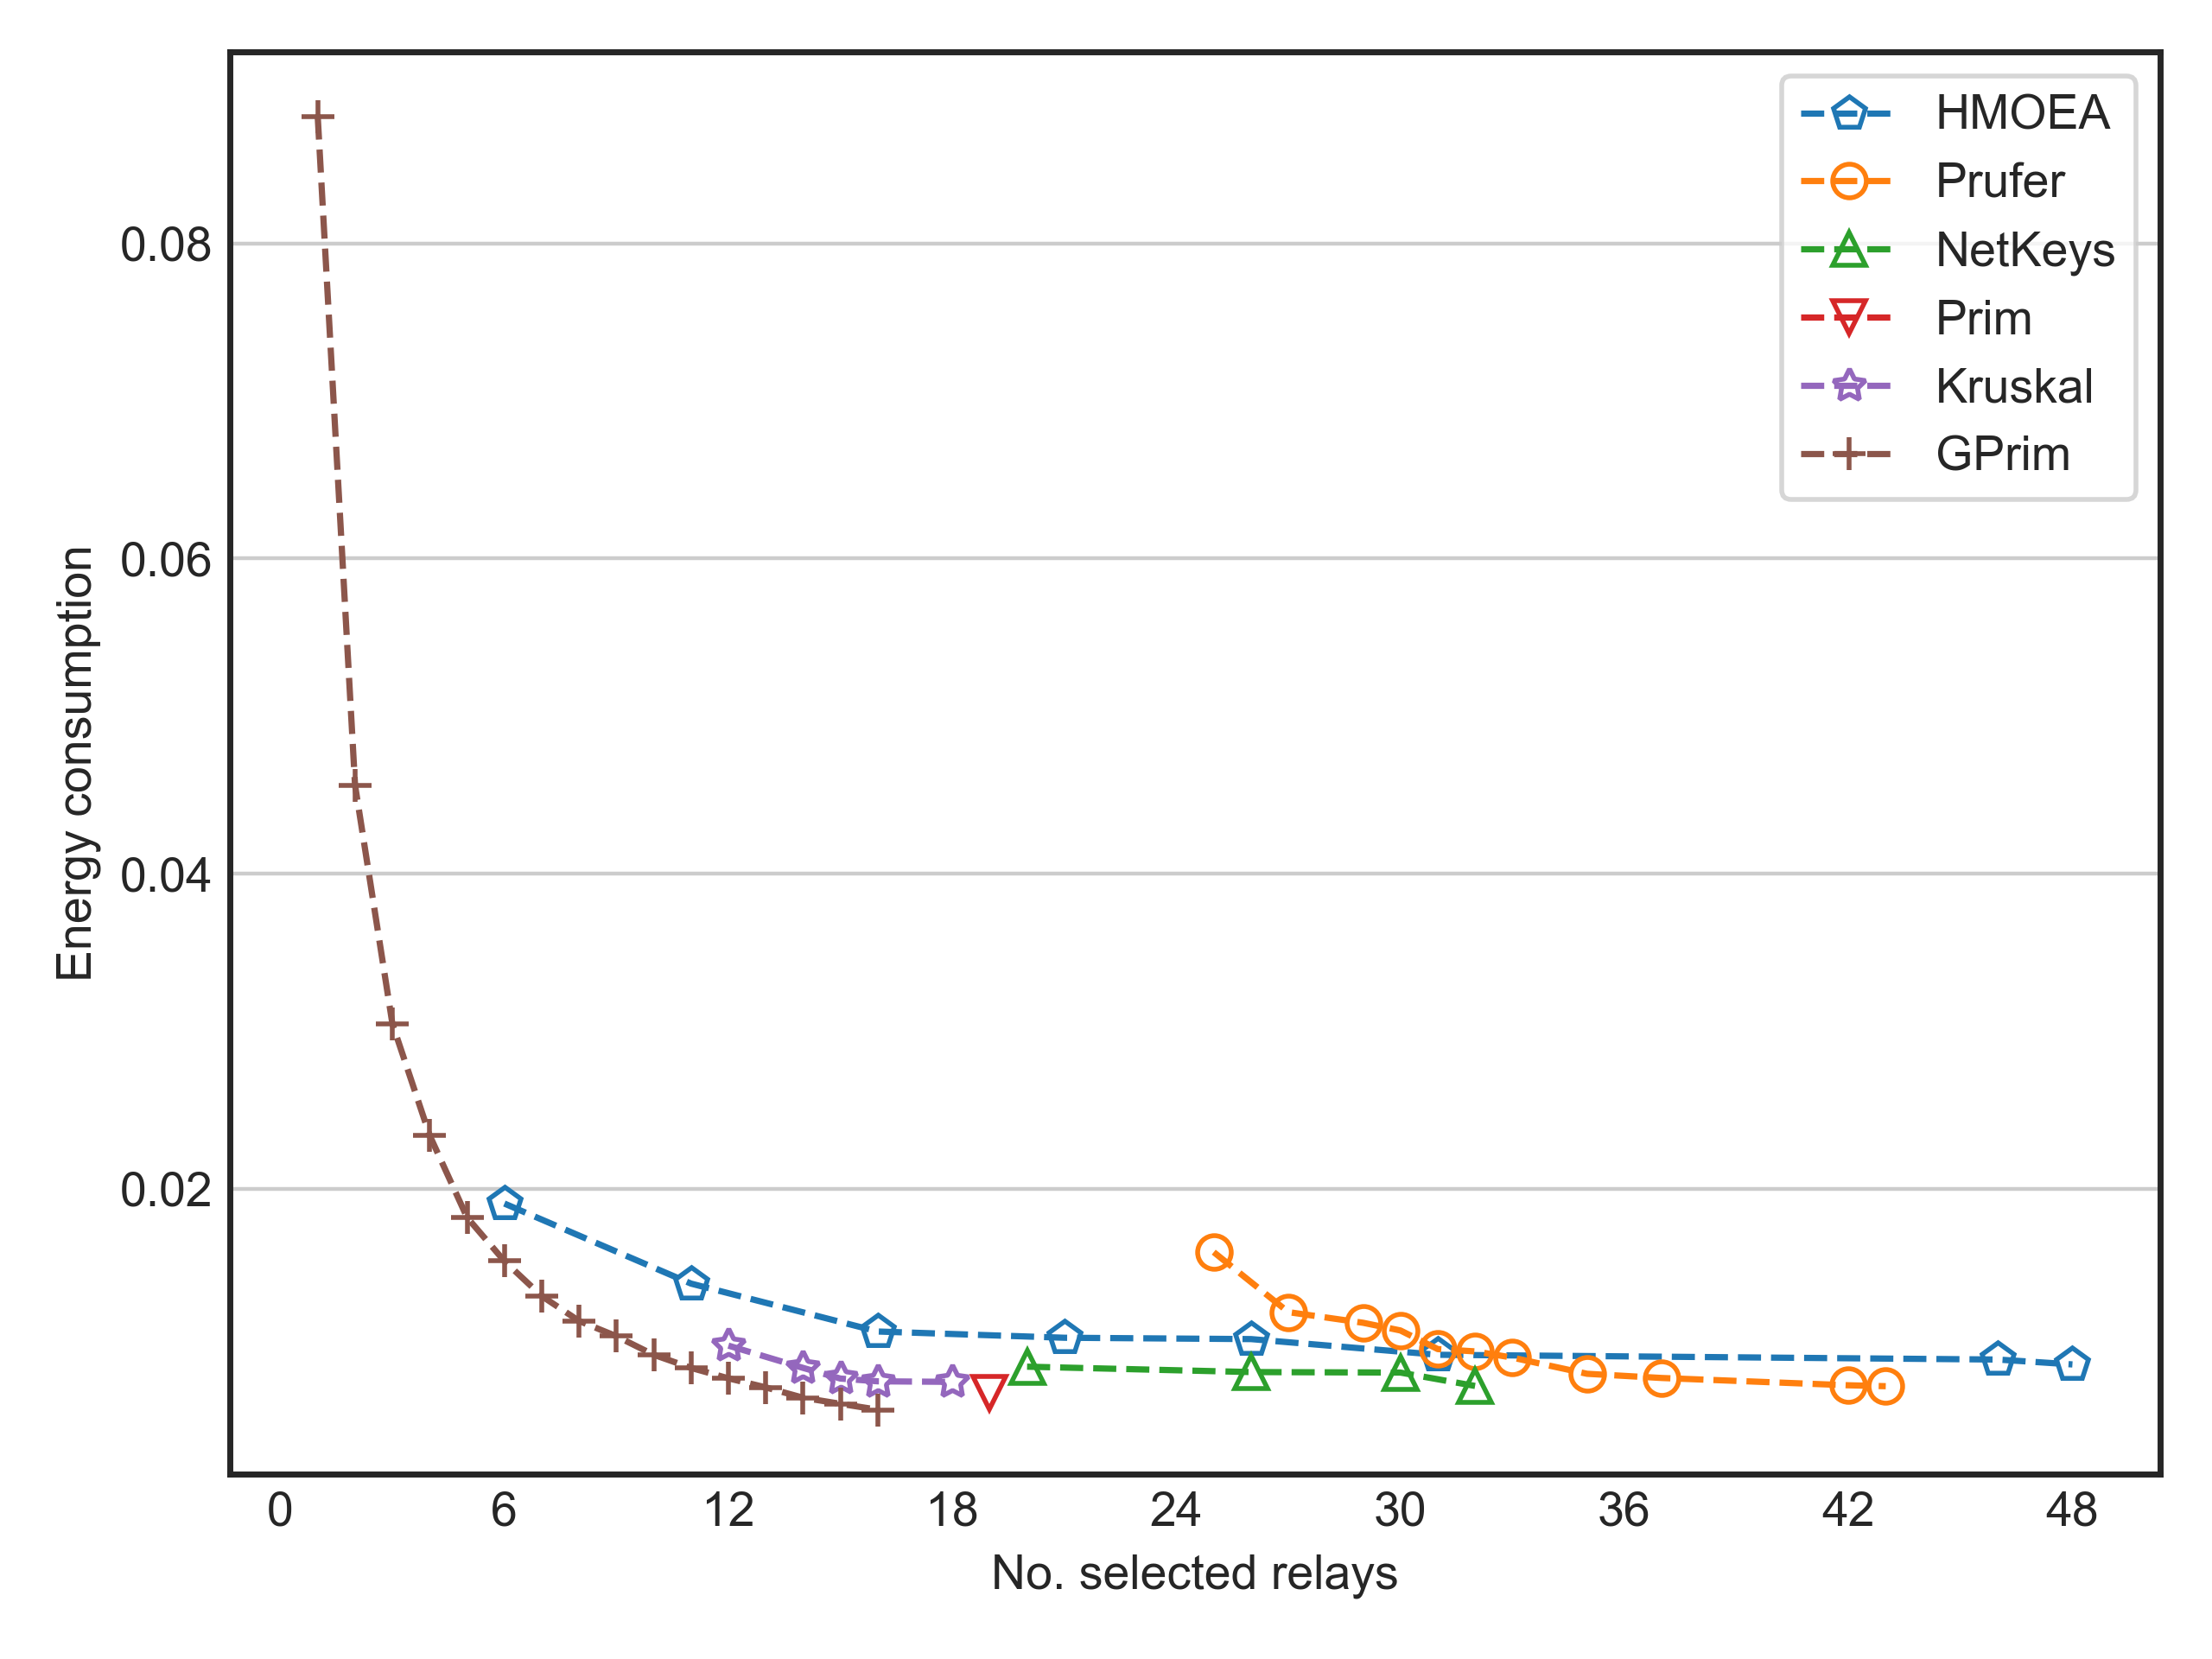 HMOEA
Prufer
NetKeys
Prim
Kruskal
GPrim
Energy consumption
0.08
0.06
0.04
0.02
0 6 12 18 24 30 36 42 48
No. selected relays